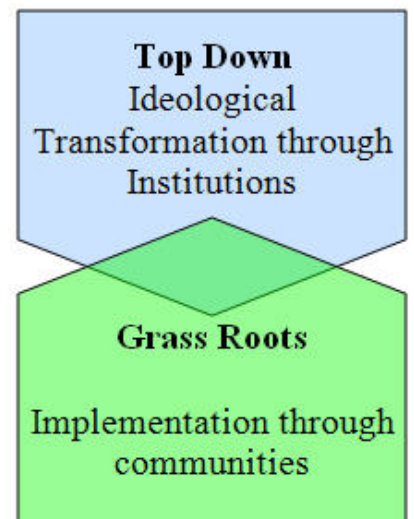 Top Down
Ideological
Transformation through
Institutions
Grass Roots
Implementation through
communities